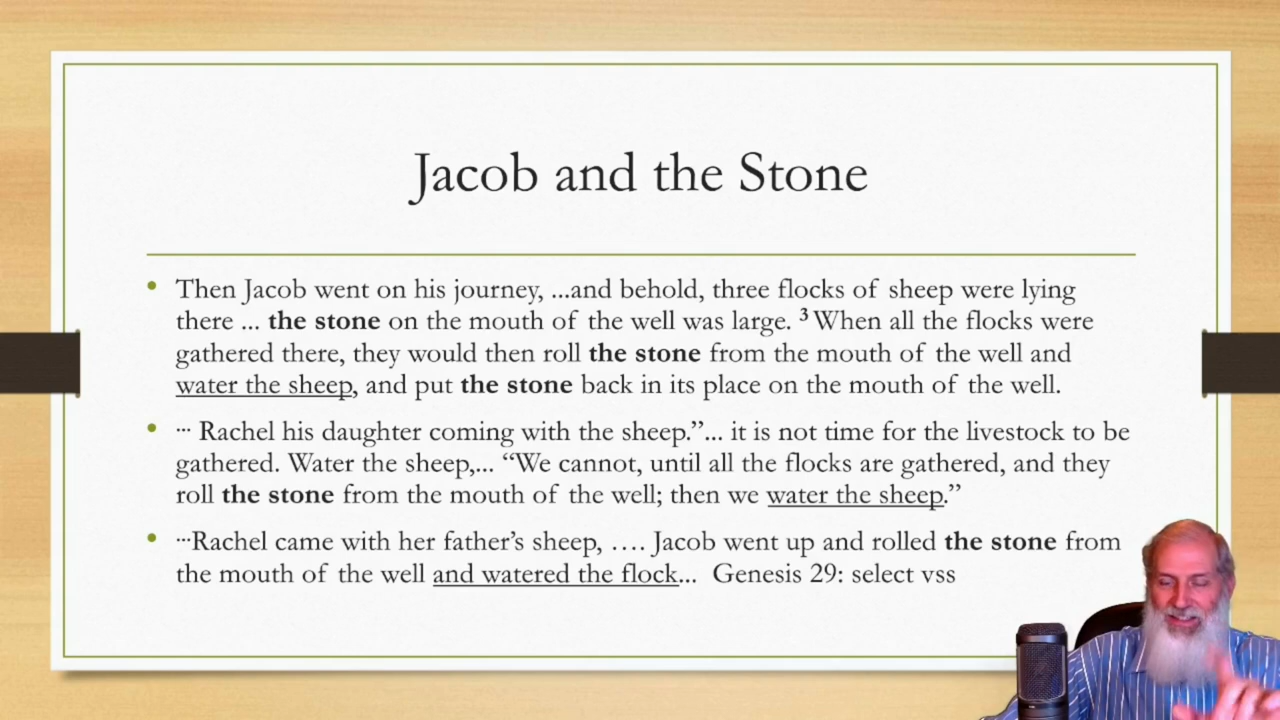 Jacob and the Stone
• Then Jacob went on his journey, ...and behold, three flocks of sheep were lying
there ... the stone on the mouth of the well was large. ³ When all the flocks were
gathered there, they would then roll the stone from the mouth of the well and
water the sheep, and put the stone back in its place on the mouth of the well.
• ... Rachel his daughter coming with the sheep.”... it is not time for the livestock to be
gathered. Water the sheep,... “We cannot, until all the flocks are gathered, and they
roll the stone from the mouth of the well; then we water the sheep.”
• ...Rachel came with her father’s sheep, …. Jacob went up and rolled the stone from
the mouth of the well and watered the flock... Genesis 29: select vss